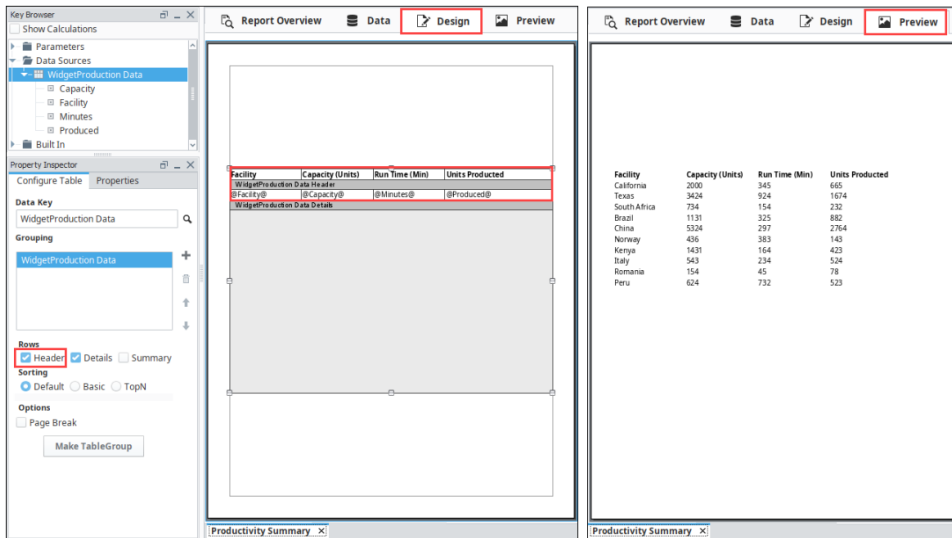 Key Browser
Show Calculations
Parameters
Data Sources
WidgetProduction Data
Capacity
Facility
Minutes
Produced
Built In
Property Inspector
Configure Table Properties
Data Key
WidgetProduction Data
Grouping
WidgetProduction Data
Rows
Header Details Summary
Sorting
Default Basic TopN
Options
Page Break
Make TableGroup
Report Overview Data Design Preview
Facility Capacity (Units) Run Time (Min) Units Producted
WidgetProduction Data Header
@Facility@ @Capacity@ @Minutes@ @Produced@
WidgetProduction Data Details
Productivity Summary X
Report Overview Data Design Preview
Facility Capacity (Units) Run Time (Min) Units Producted
California 2000 345 665
Texas 3424 924 1674
South Africa 734 154 232
Brazil 1131 325 882
China 5324 297 2764
Norway 436 383 143
Kenya 1431 164 423
Italy 543 234 524
Romania 154 45 78
Peru 624 732 523
Productivity Summary X